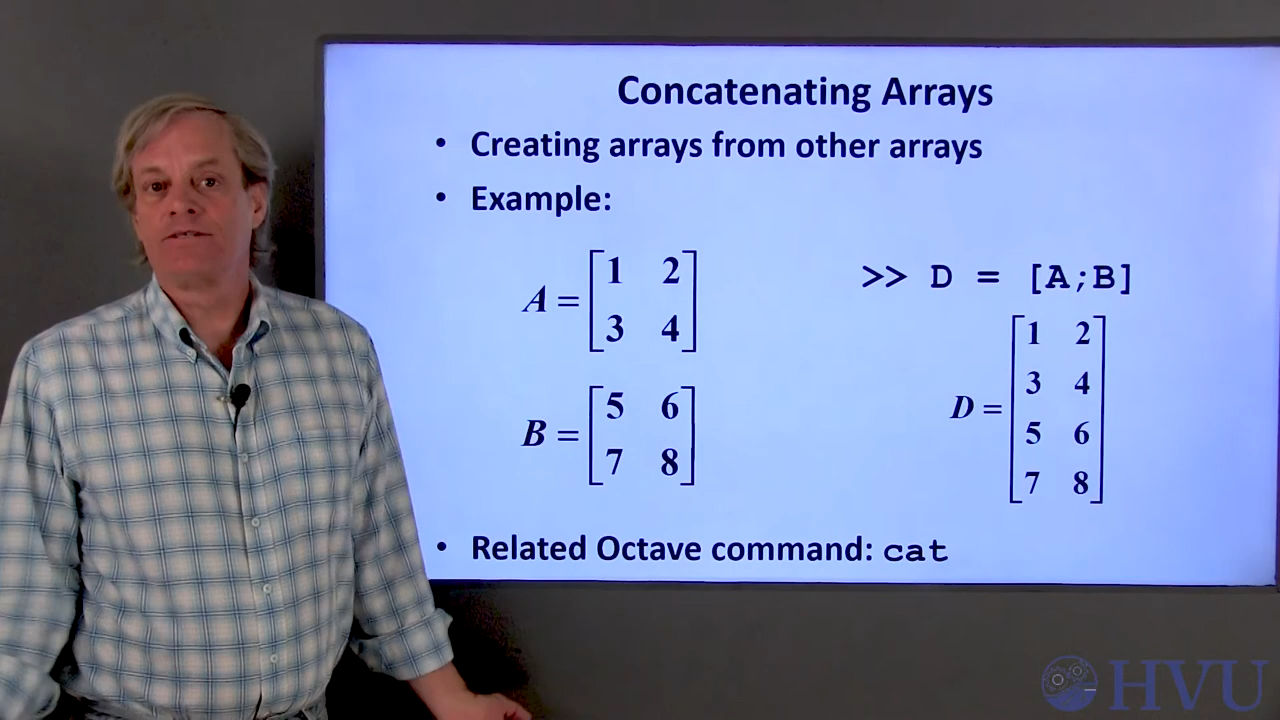 Concatenating Arrays
• Creating arrays from other arrays
• Example:
A = [1 2
3 4]
>> D = [A;B]
B = [5 6
7 8]
D = [1 2
3 4
5 6
7 8]
• Related Octave command: cat
HVU